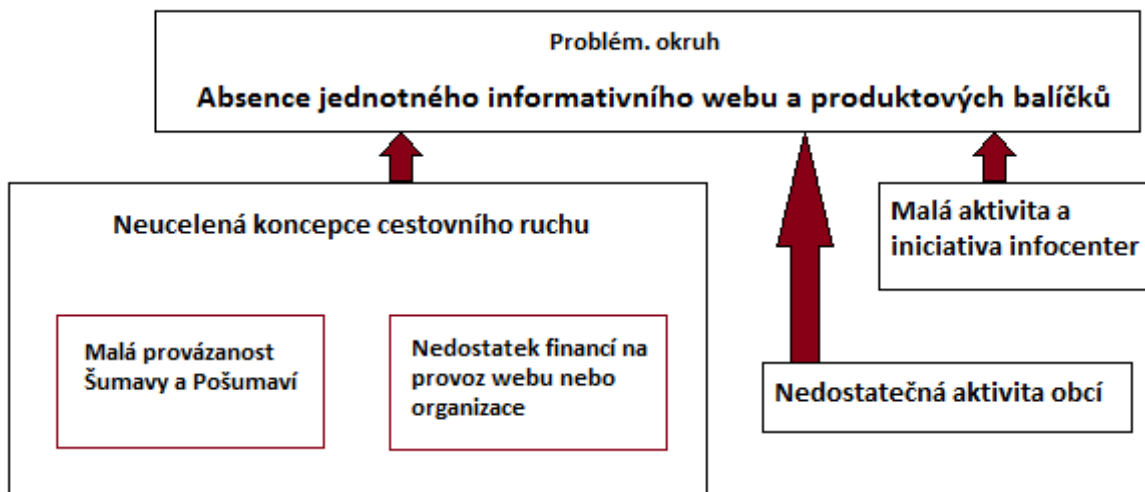 Problém. okruh
Absence jednotného informativního webu a produktových balíčků
Neucelená koncepce cestovního ruchu
Malá provázanost
Šumavy a Pošumaví
Nedostatek financí na
provoz webu nebo
organizace
Malá aktivita a
iniciativa infocenter
Nedostatečná aktivita obcí